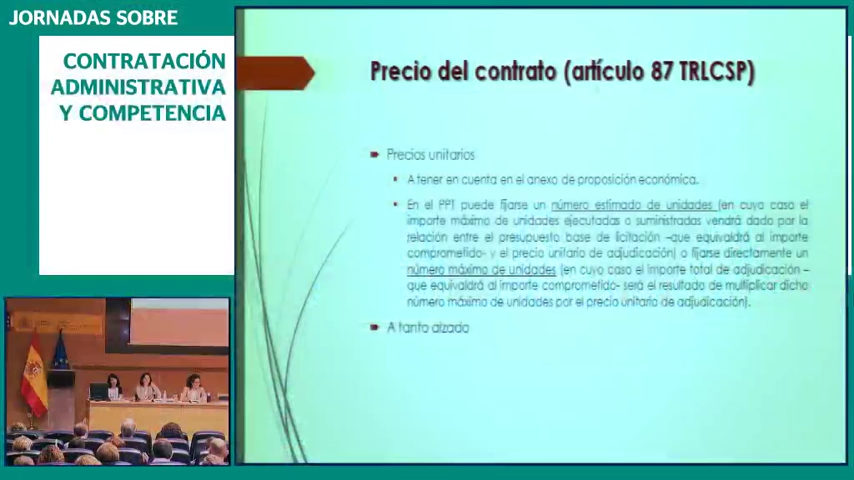 JORNADAS SOBRE
CONTRATACIÓN
ADMINISTRATIVA
Y COMPETENCIA
Precio del contrato (artículo 87 TRLCSP)
Precios unitarios
A tener en cuenta en el anexo de proposición económica.
En el PPT puede fijarse un número estimado de unidades (en cuyo caso el
importe máximo de unidades ejecutadas o suministradas vendrá dado por la
relación entre el presupuesto base de licitación –que equivaldrá al importe
comprometido- y el precio unitario de adjudicación) o fijarse directamente un
número máximo de unidades (en cuyo caso el importe total de adjudicación –
que equivaldrá al importe comprometido- será el resultado de multiplicar dicho
número máximo de unidades por el precio unitario de adjudicación).
A tanto alzado